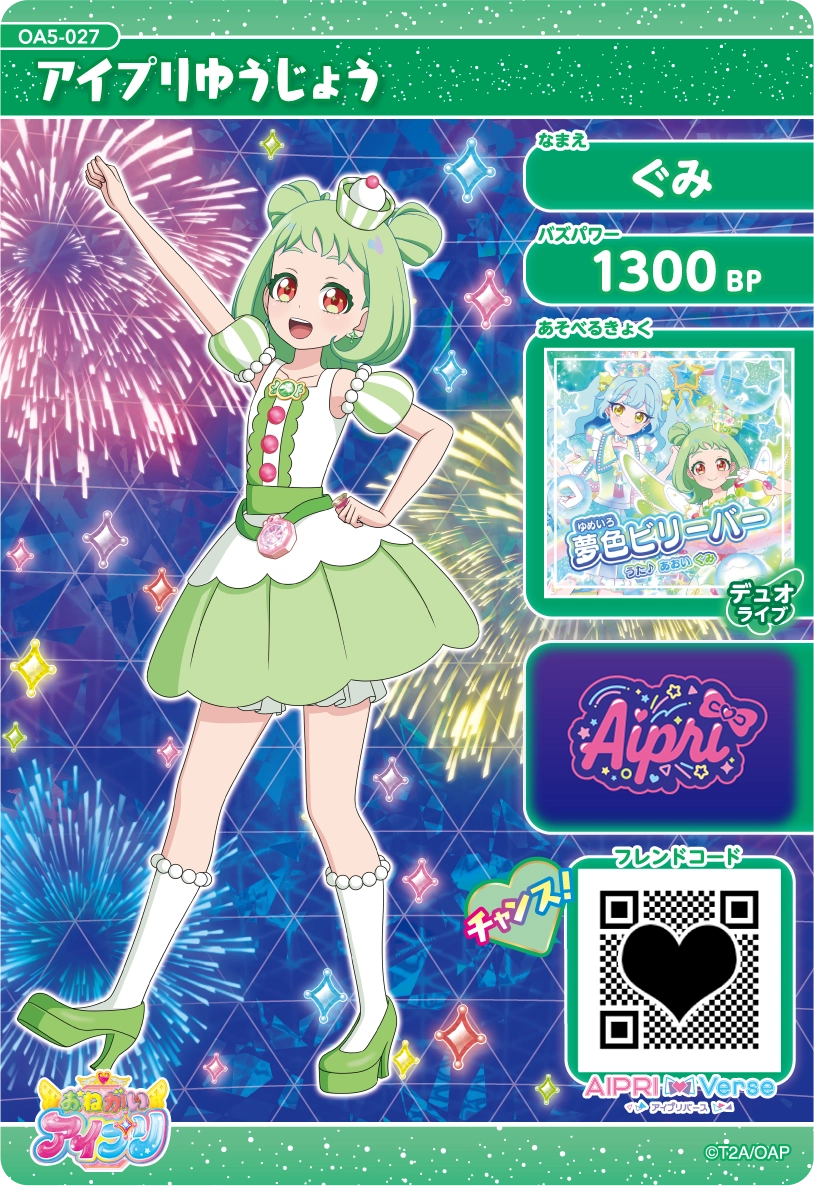 OA5-027
アイプリゆうじょう
なまえ
ぐみ
バズパワー
1300 BP
あそべるきょく
ゆめいろ
夢色ビリーバー
うた♪ あおい ぐみ
デュオ
ライブ
Aipri
フレンドコード
チャンス!
AIPRI Verse
アイプリバース
おねがい
アイプリ
©T2A/OAP